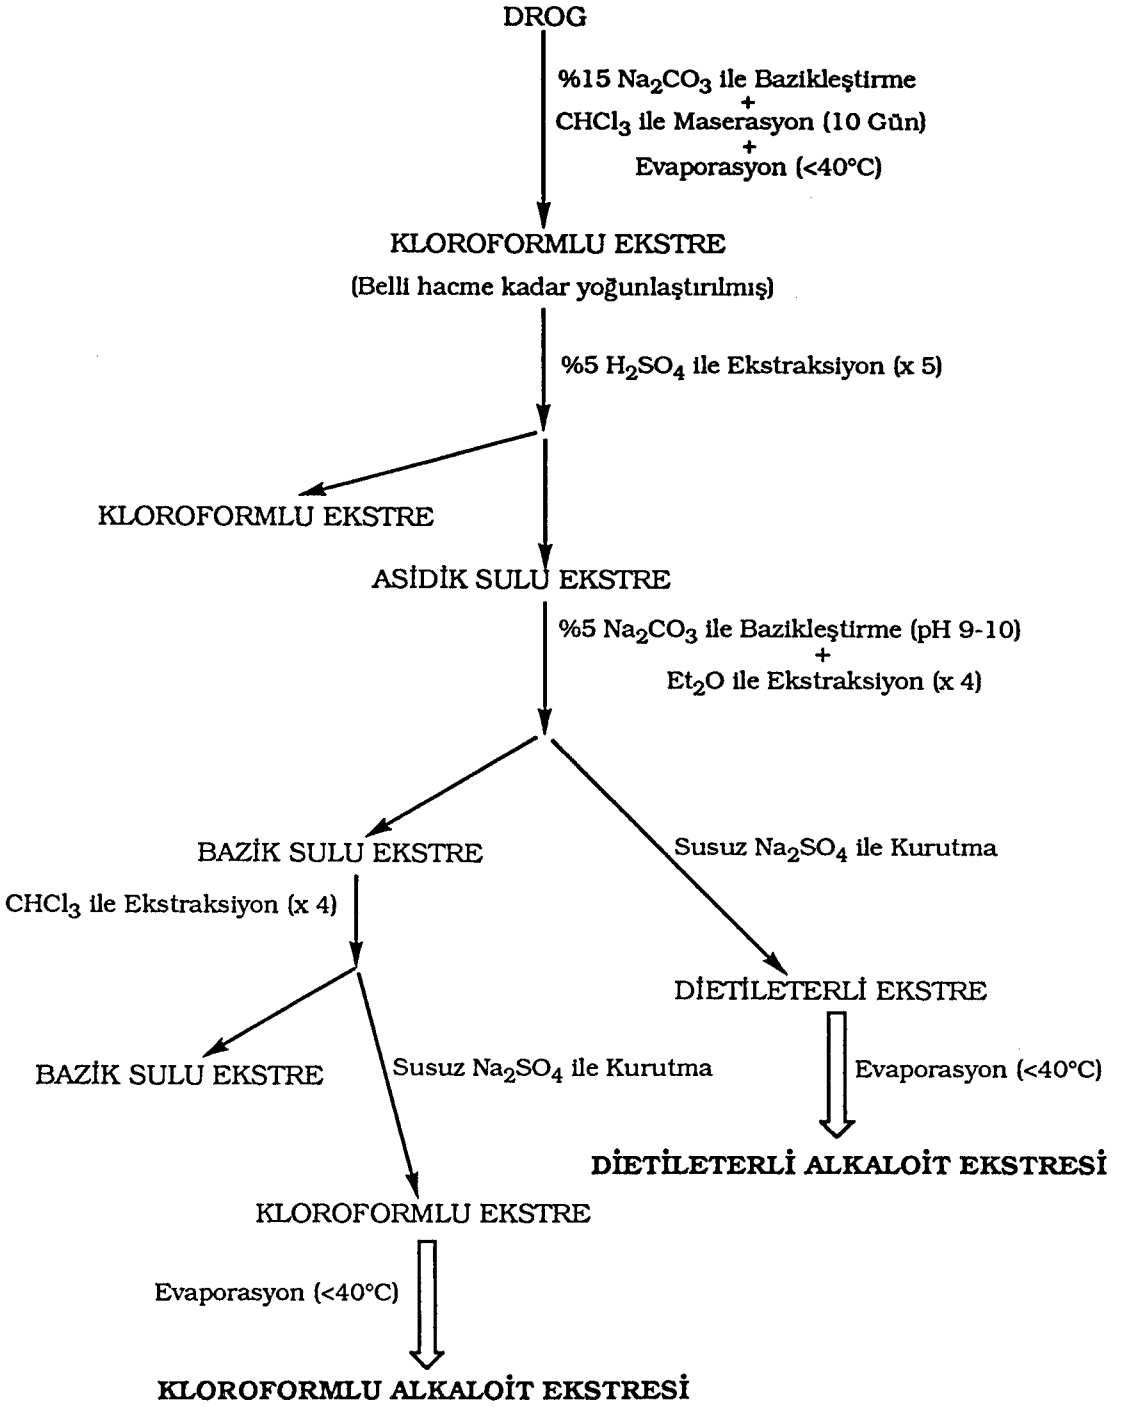 DROG
%15 Na₂CO₃ ile Bazikleştirme
+
CHCl₃ ile Maserasyon (10 Gün)
+
Evaporasyon (<40°C)
KLOROFORMLU EKSTRE
(Belli hacme kadar yoğunlaştırılmış)
%5 H₂SO₄ ile Ekstraksiyon (x 5)
KLOROFORMLU EKSTRE
ASİDİK SULU EKSTRE
%5 Na₂CO₃ ile Bazikleştirme (pH 9-10)
+
Et₂O ile Ekstraksiyon (x 4)
BAZİK SULU EKSTRE
Susuz Na₂SO₄ ile Kurutma
CHCl₃ ile Ekstraksiyon (x 4)
DİETİLETERLİ EKSTRE
BAZİK SULU EKSTRE
Susuz Na₂SO₄ ile Kurutma
Evaporasyon (<40°C)
DİETİLETERLİ ALKALOİT EKSTRESİ
KLOROFORMLU EKSTRE
Evaporasyon (<40°C)
KLOROFORMLU ALKALOİT EKSTRESİ